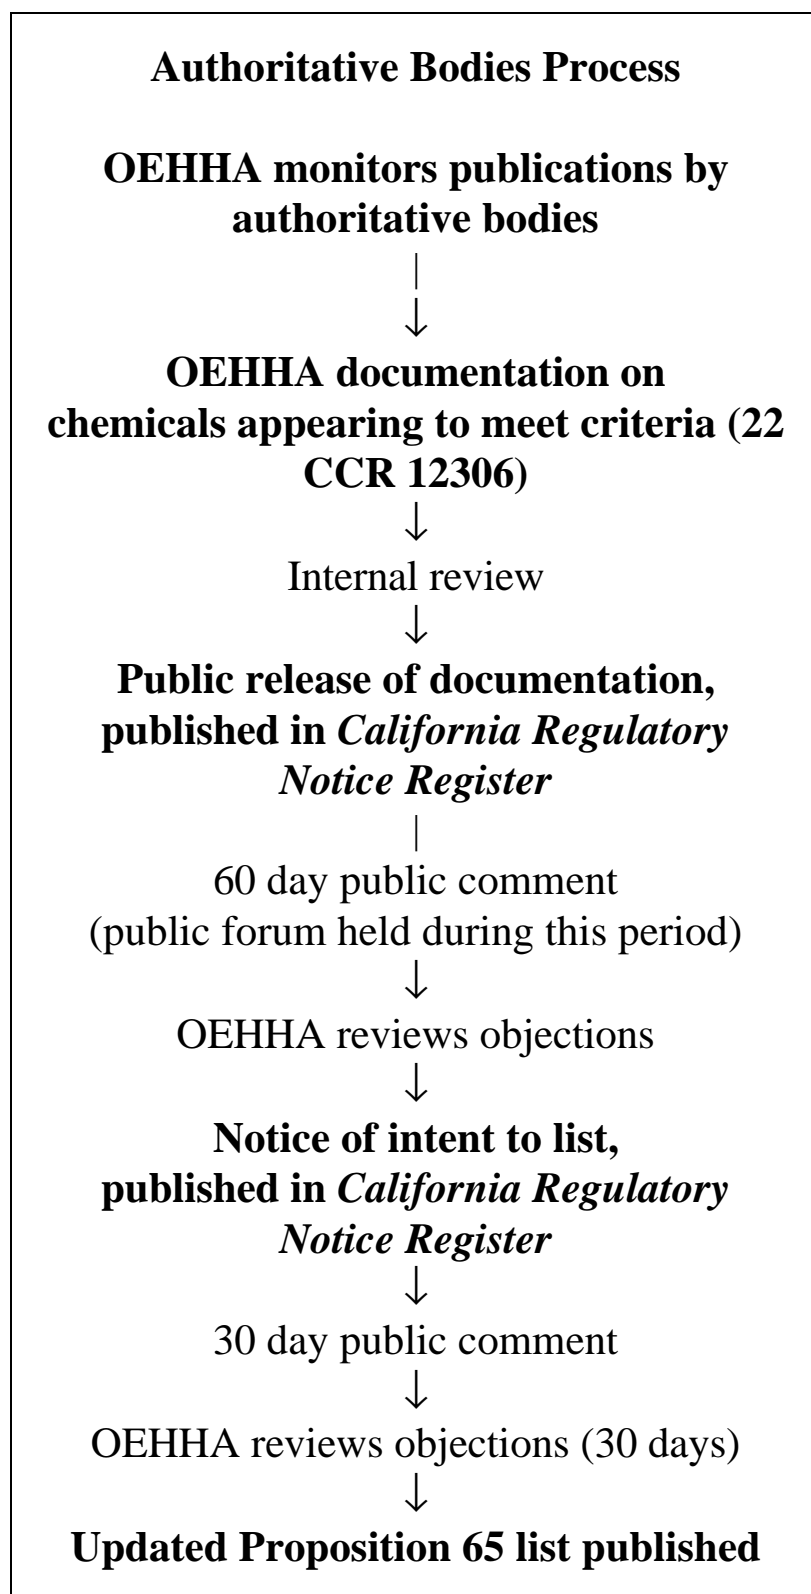 Authoritative Bodies Process
OEHHA monitors publications by
authoritative bodies
|
↓
OEHHA documentation on
chemicals appearing to meet criteria (22
CCR 12306)
↓
Internal review
↓
Public release of documentation,
published in California Regulatory
Notice Register
|
60 day public comment
(public forum held during this period)
↓
OEHHA reviews objections
↓
Notice of intent to list,
published in California Regulatory
Notice Register
↓
30 day public comment
↓
OEHHA reviews objections (30 days)
↓
Updated Proposition 65 list published